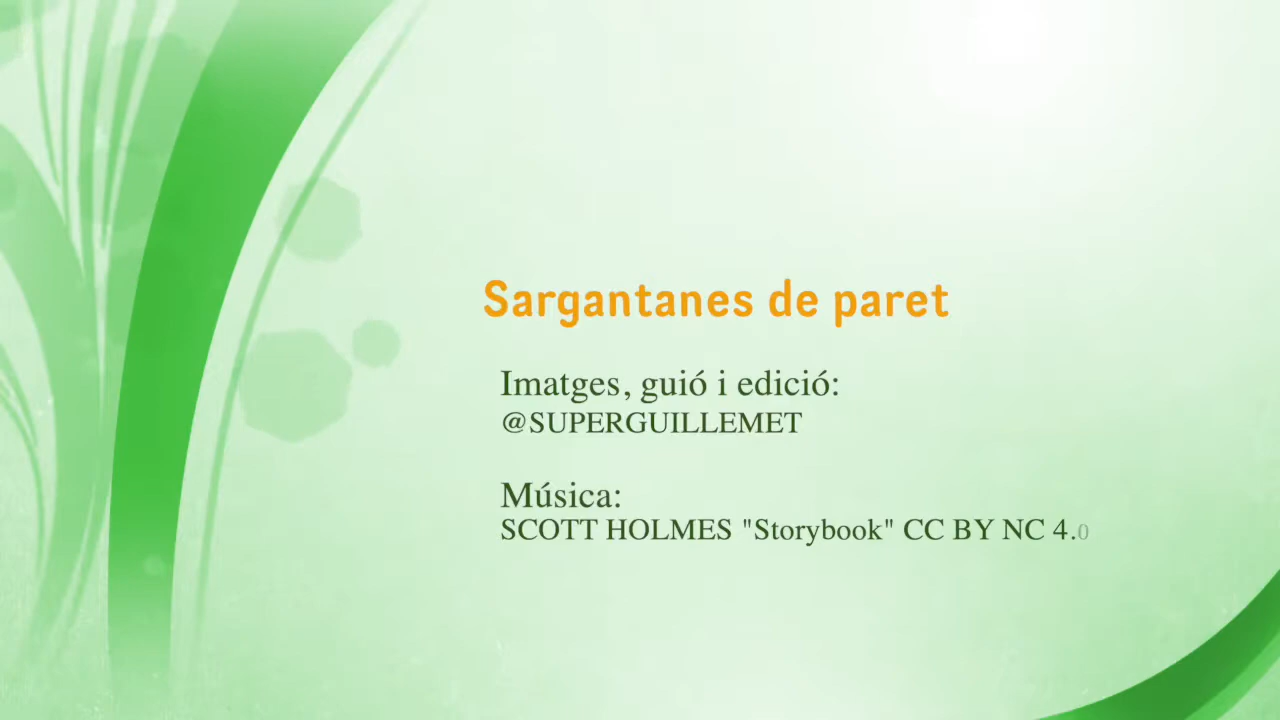 Sargantanes de paret
Imatges, guió i edició:
@SUPERGUILLEMET
Música:
SCOTT HOLMES "Storybook" CC BY NC 4.0